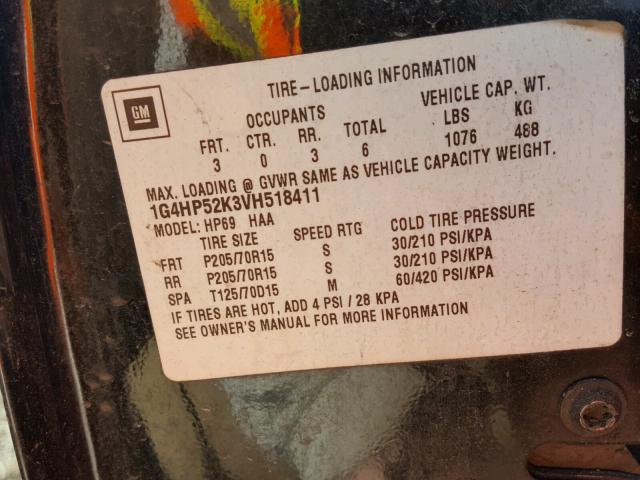 GM
TIRE-LOADING INFORMATION
OCCUPANTS VEHICLE CAP. WT.
FRT. CTR. RR. TOTAL LBS KG
3 0 3 6 1076 488
MAX. LOADING @ GVWR SAME AS VEHICLE CAPACITY WEIGHT.
1G4HP52K3VH518411
MODEL: HP69 HAA
TIRE SIZE SPEED RTG COLD TIRE PRESSURE
FRT P205/70R15 S 30/210 PSI/KPA
RR P205/70R15 S 30/210 PSI/KPA
SPA T125/70D15 M 60/420 PSI/KPA
IF TIRES ARE HOT, ADD 4 PSI / 28 KPA
SEE OWNER'S MANUAL FOR MORE INFORMATION